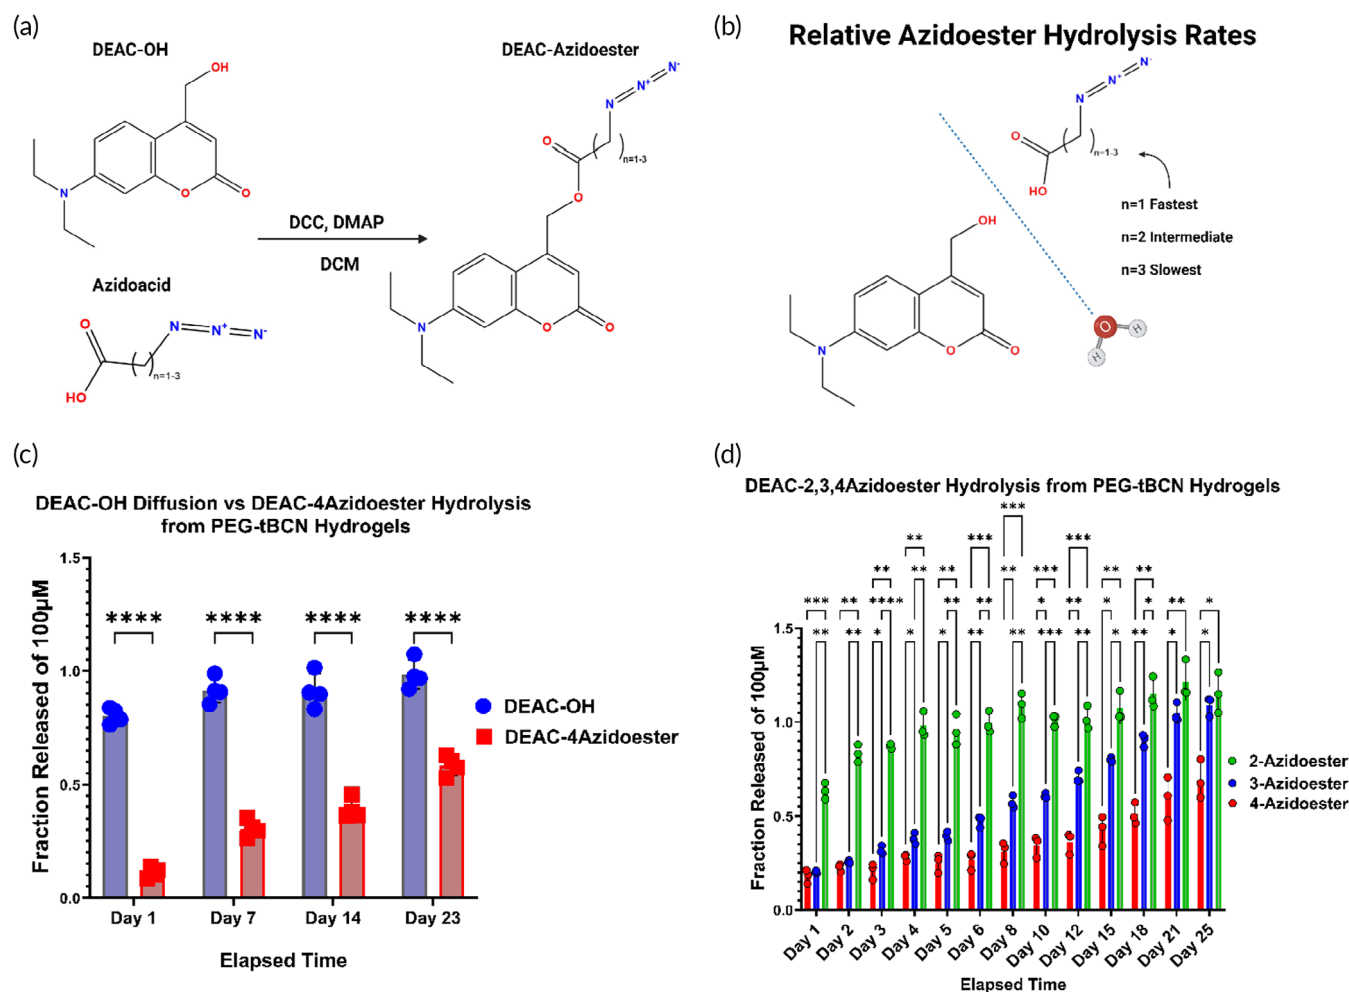 (a)
DEAC-OH
OH
N
O
O
Azidoacid
O
HO
N
N+
N-
n=1-3
DCC, DMAP
DCM
DEAC-Azidoester
N
N+
N-
O
n=1-3
O
N
O
O
(b)
Relative Azidoester Hydrolysis Rates
N
N+
N-
O
n=1-3
HO
n=1 Fastest
n=2 Intermediate
n=3 Slowest
OH
N
O
O
O
H
H
(c)
DEAC-OH Diffusion vs DEAC-4Azidoester Hydrolysis
from PEG-tBCN Hydrogels
Fraction Released of 100µM
1.5
1.0
0.5
0.0
**** **** **** ****
Day 1 Day 7 Day 14 Day 23
Elapsed Time
DEAC-OH
DEAC-4Azidoester
(d)
DEAC-2,3,4Azidoester Hydrolysis from PEG-tBCN Hydrogels
***
** *** ***
** ** ** ** *** ** **
*** ** **** ** ** * ** * * ** *
** ** * * * ** ** *** ** * ** * *
Fraction Released of 100µM
1.5
1.0
0.5
0.0
Day 1 Day 2 Day 3 Day 4 Day 5 Day 6 Day 8 Day 10 Day 12 Day 15 Day 18 Day 21 Day 25
Elapsed Time
2-Azidoester
3-Azidoester
4-Azidoester